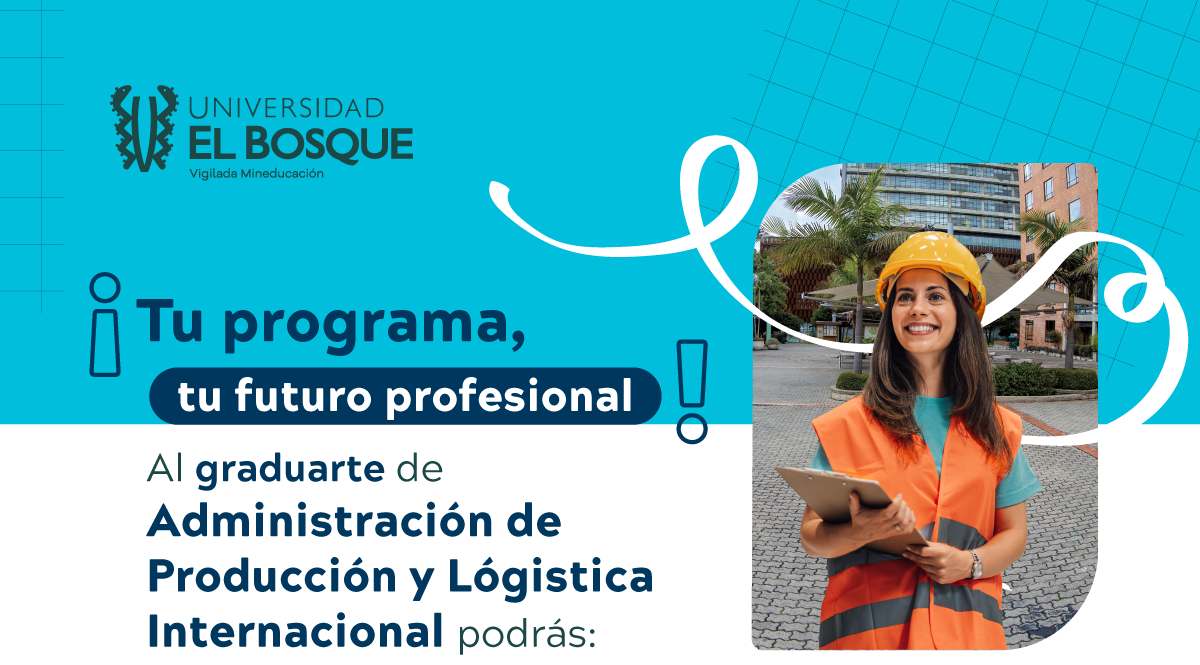 UNIVERSIDAD
EL BOSQUE
Vigilada Mineducación
¡Tu programa,
tu futuro profesional!
Al graduarte de
Administración de
Producción y Lógistica
Internacional podrás: